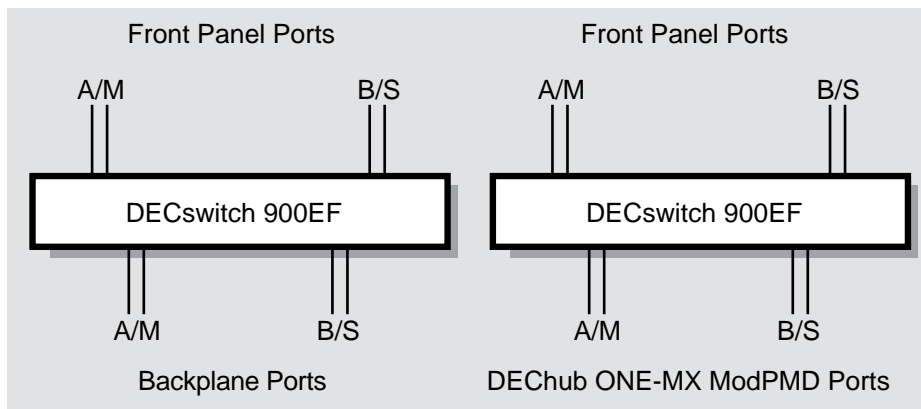 Front Panel Ports
A/M B/S
DECswitch 900EF
A/M B/S
Backplane Ports
Front Panel Ports
A/M B/S
DECswitch 900EF
A/M B/S
DEChub ONE-MX ModPMD Ports